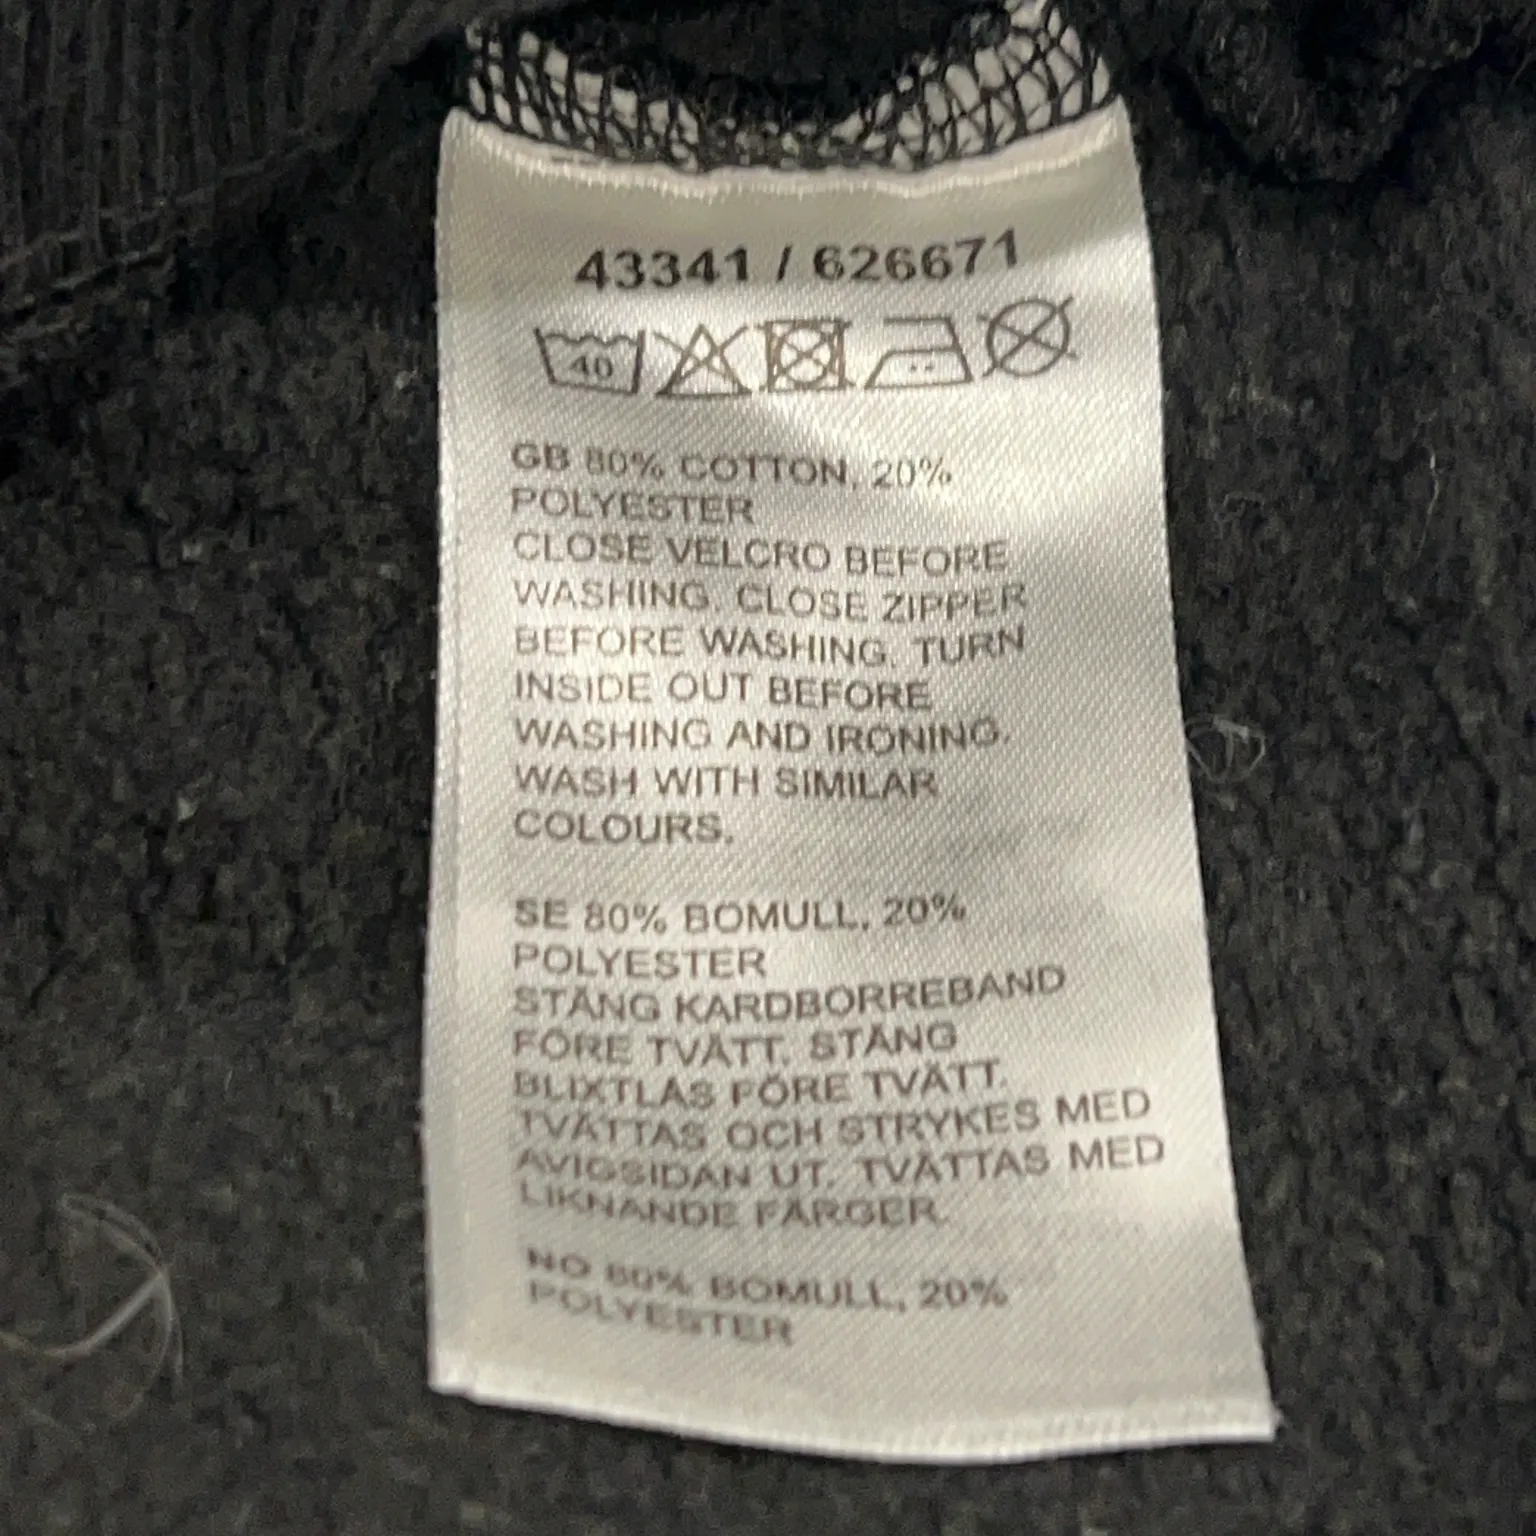 43341 / 626671
40
GB 80% COTTON, 20%
POLYESTER
CLOSE VELCRO BEFORE
WASHING. CLOSE ZIPPER
BEFORE WASHING. TURN
INSIDE OUT BEFORE
WASHING AND IRONING.
WASH WITH SIMILAR
COLOURS.
SE 80% BOMULL, 20%
POLYESTER
STÄNG KARDBORREBAND
FÖRE TVÄTT. STÄNG
BLIXTLÅS FÖRE TVÄTT.
TVÄTTAS OCH STRYKES MED
AVIGSIDAN UT. TVÄTTAS MED
LIKNANDE FÄRGER.
NO 80% BOMULL, 20%
POLYESTER